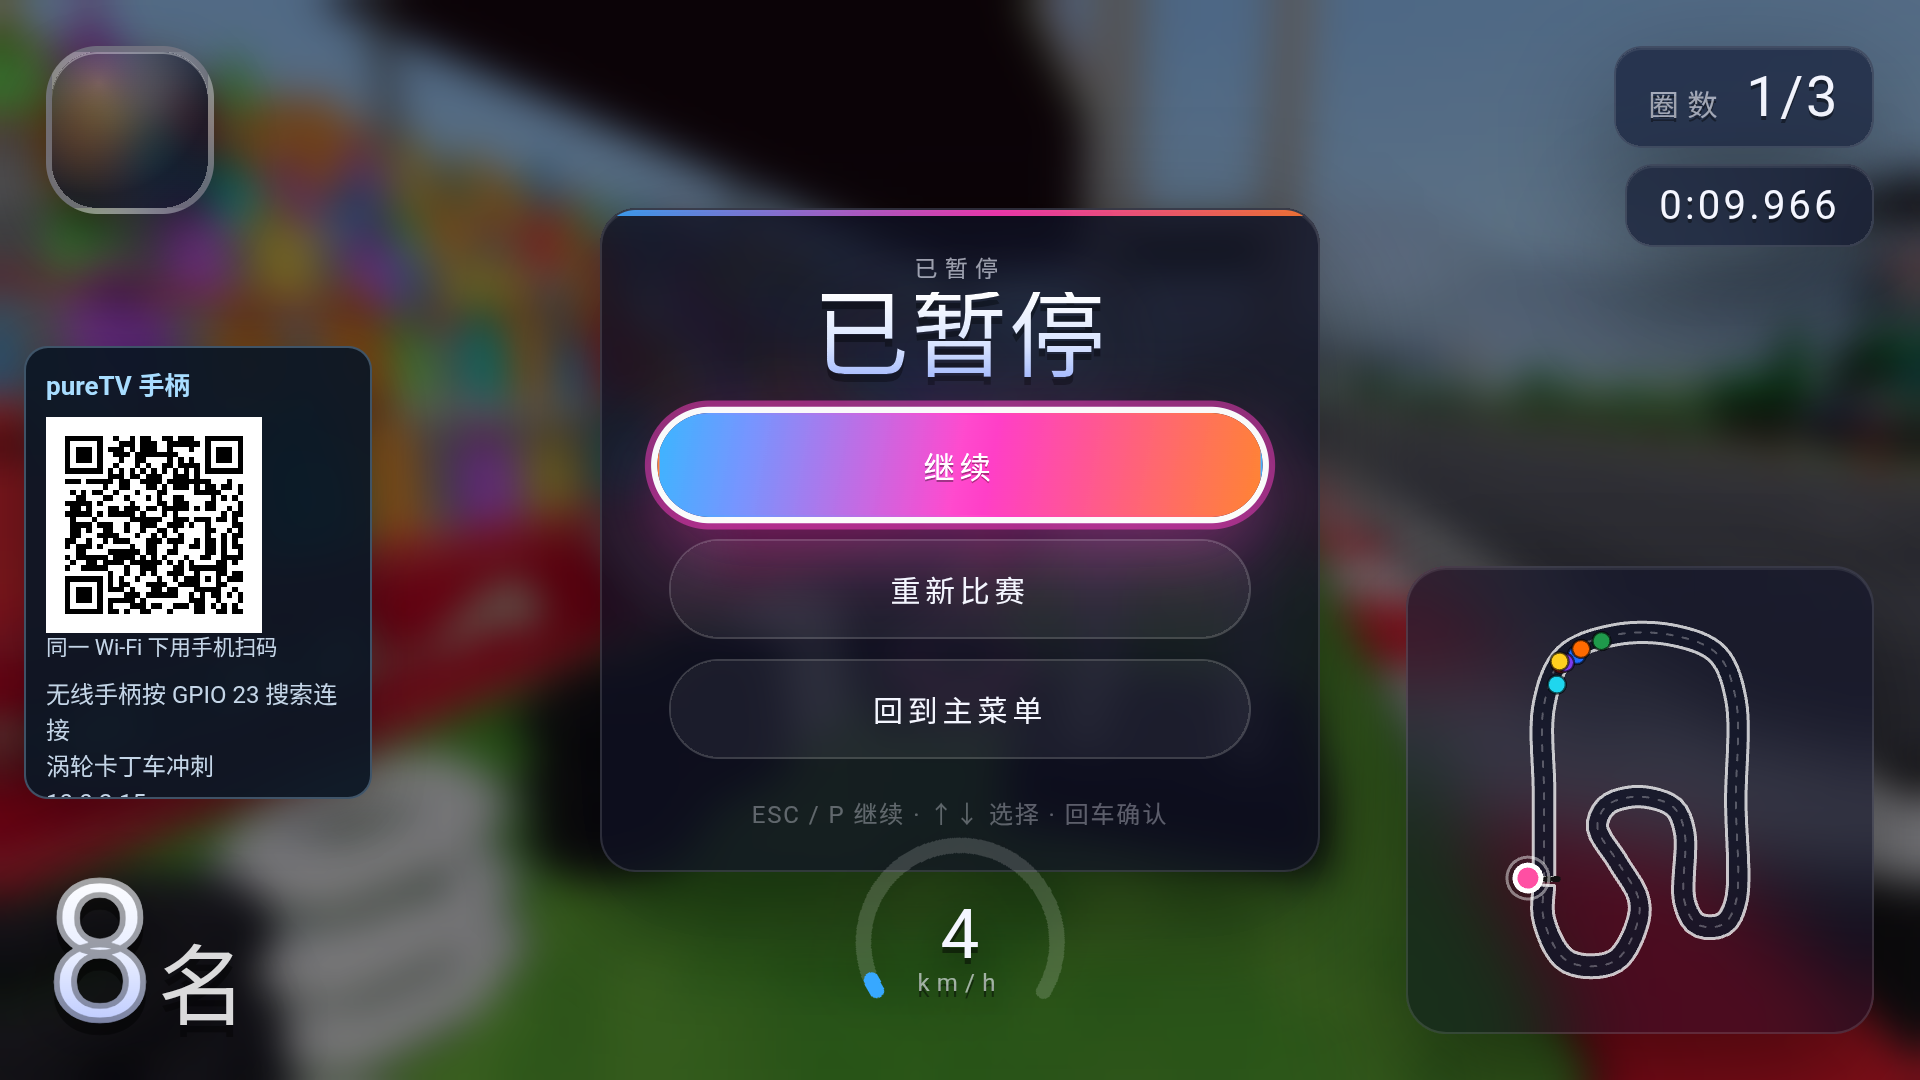 圈数 1/3
0:09.966
已暂停
已暂停
继续
重新比赛
回到主菜单
ESC / P 继续 · ↑↓ 选择 · 回车确认
pureTV 手柄
同一 Wi-Fi 下用手机扫码
无线手柄按 GPIO 23 搜索连
接
涡轮卡丁车冲刺
8名
4
km/h